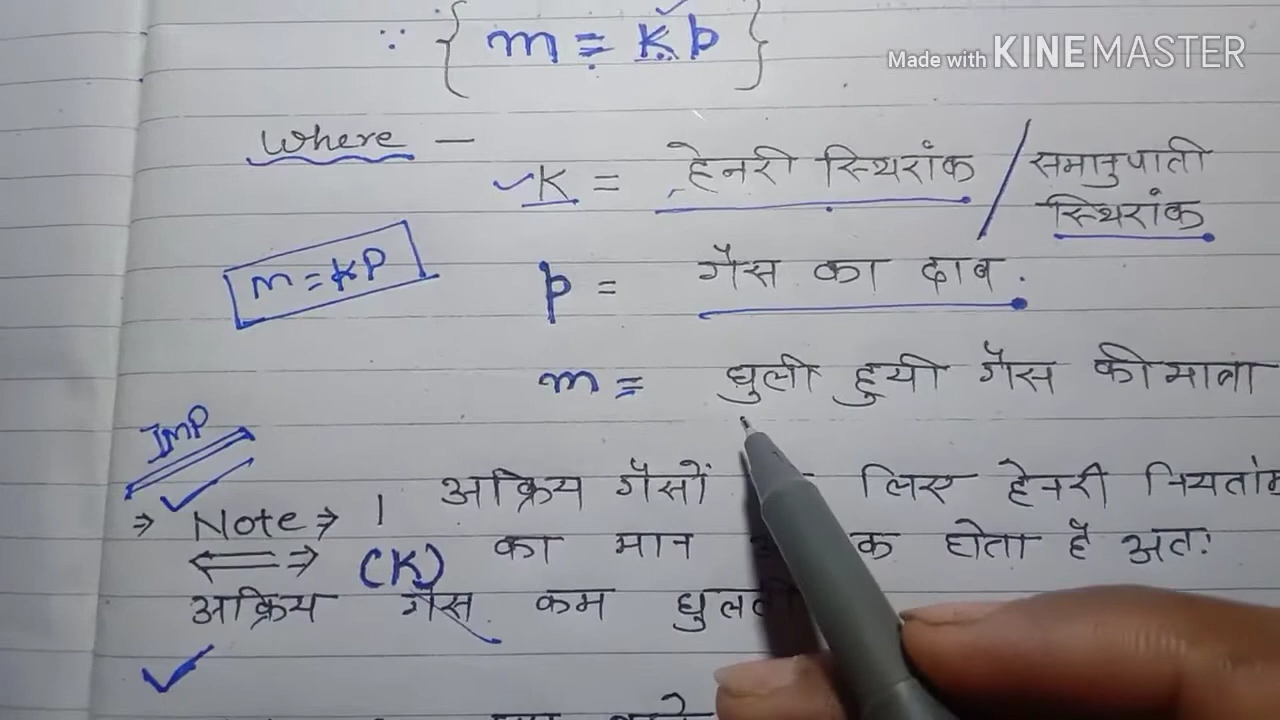 ∵ { m = kp }
Made with KINEMASTER
Where —
✓K = हेनरी स्थिरांक / समानुपाती स्थिरांक
m = KP
p = गैस का दाब.
m = घुली हुयी गैस की मात्रा
IMP
⇒ Note ⇒ 1 अक्रिय गैसों लिए हेनरी नियतांक
(K) का मान होता है अतः
अक्रिय गैस कम